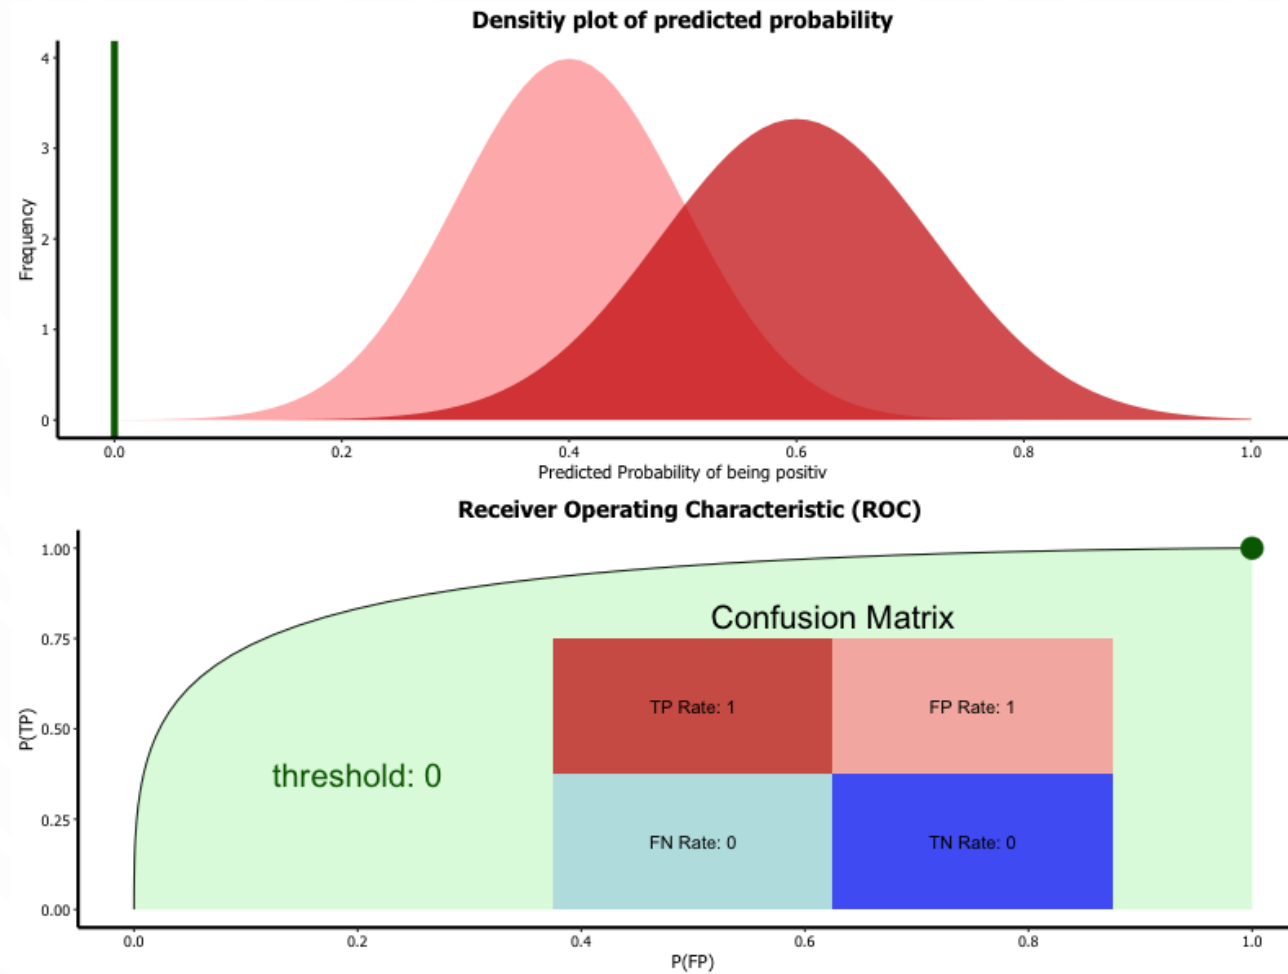 Densitiy plot of predicted probability
4
3
2
1
0
Frequency
0.0 0.2 0.4 0.6 0.8 1.0
Predicted Probability of being positiv
Receiver Operating Characteristic (ROC)
1.00
0.75
0.50
0.25
0.00
P(TP)
Confusion Matrix
TP Rate: 1 FP Rate: 1
threshold: 0
FN Rate: 0 TN Rate: 0
0.0 0.2 0.4 0.6 0.8 1.0
P(FP)